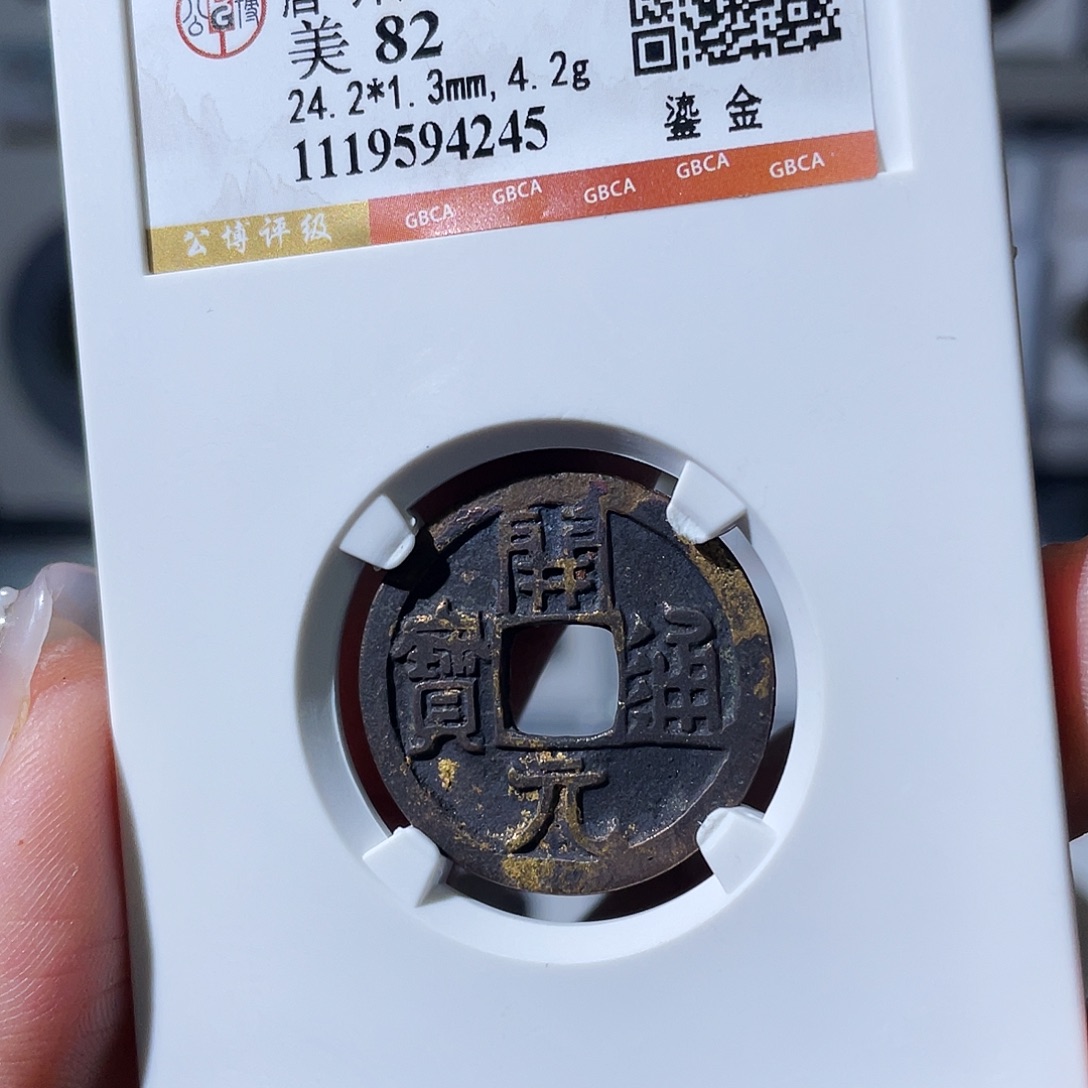 美 82
24.2*1.3mm,4.2g
1119594245
鎏金
公博评级 GBCA GBCA GBCA GBCA GBCA
開
寶 通
元